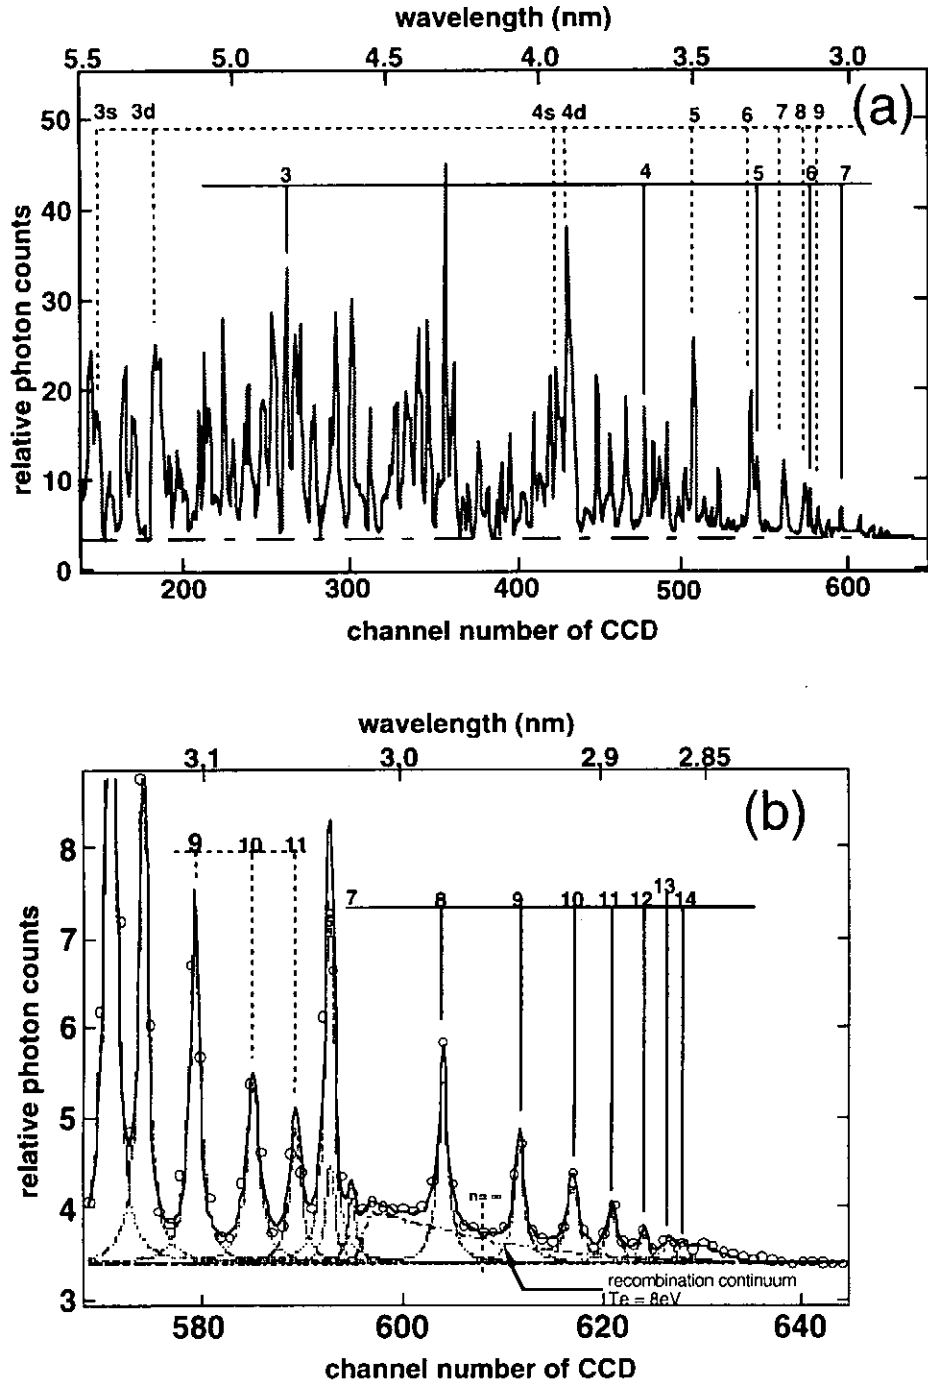 wavelength (nm)
5.5 5.0 4.5 4.0 3.5 3.0
(a)
3s 3d 4s 4d 5 6 7 8 9
3 4 5 6 7
50
40
30
20
10
0
relative photon counts
200 300 400 500 600
channel number of CCD
wavelength (nm)
3.1 3.0 2.9 2.85
(b)
9 10 11
7 8 9 10 11 12 13 14
8
7
6
5
4
3
relative photon counts
n=∞
recombination continuum
Te = 8eV
580 600 620 640
channel number of CCD